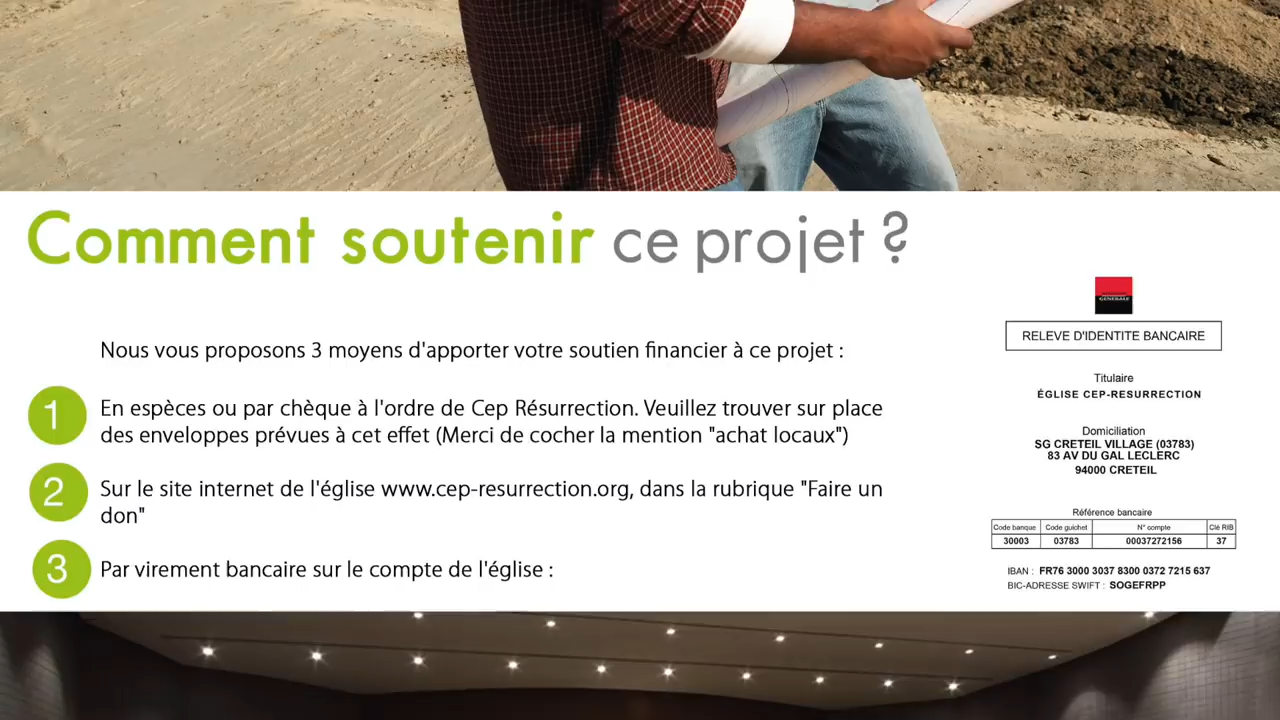 Comment soutenir ce projet ?
Nous vous proposons 3 moyens d'apporter votre soutien financier à ce projet :
1
En espèces ou par chèque à l'ordre de Cep Résurrection. Veuillez trouver sur place
des enveloppes prévues à cet effet (Merci de cocher la mention "achat locaux")
2
Sur le site internet de l'église www.cep-resurrection.org, dans la rubrique "Faire un
don"
3
Par virement bancaire sur le compte de l'église :
GENERALE
RELEVE D'IDENTITE BANCAIRE
Titulaire
ÉGLISE CEP-RESURRECTION
Domiciliation
SG CRETEIL VILLAGE (03783)
83 AV DU GAL LECLERC
94000 CRETEIL
Référence bancaire
Code banque Code guichet N° compte Clé RIB
30003 03783 00037272156 37
IBAN : FR76 3000 3037 8300 0372 7215 637
BIC-ADRESSE SWIFT : SOGEFRPP